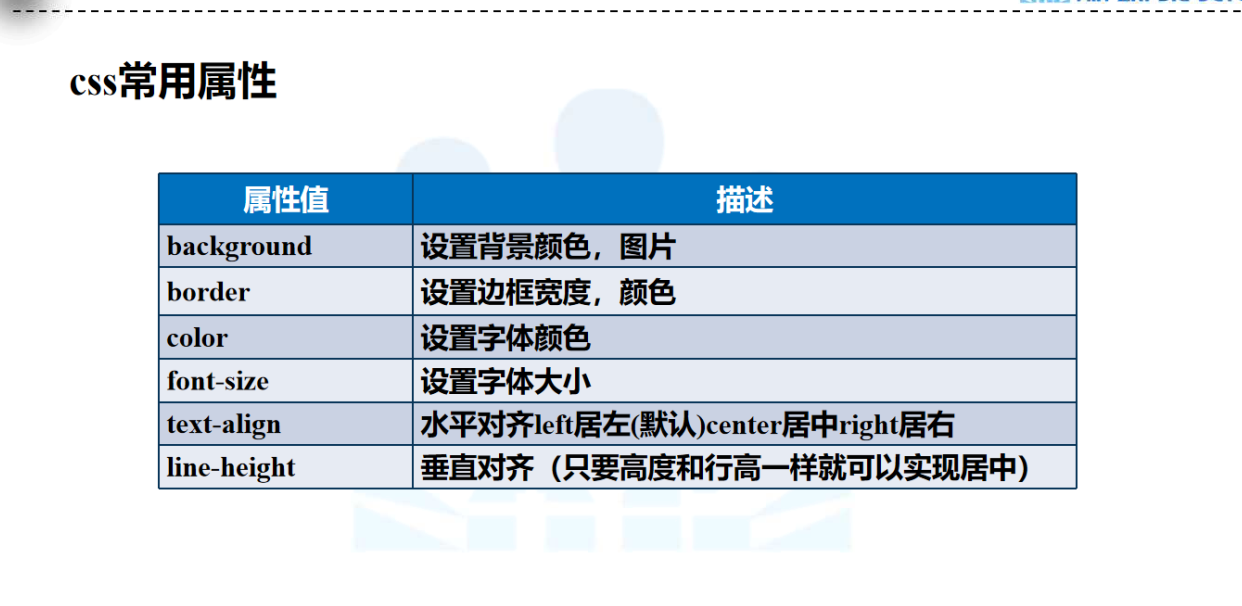 css常用属性
属性值 描述
background 设置背景颜色，图片
border 设置边框宽度，颜色
color 设置字体颜色
font-size 设置字体大小
text-align 水平对齐left居左(默认)center居中right居右
line-height 垂直对齐（只要高度和行高一样就可以实现居中）